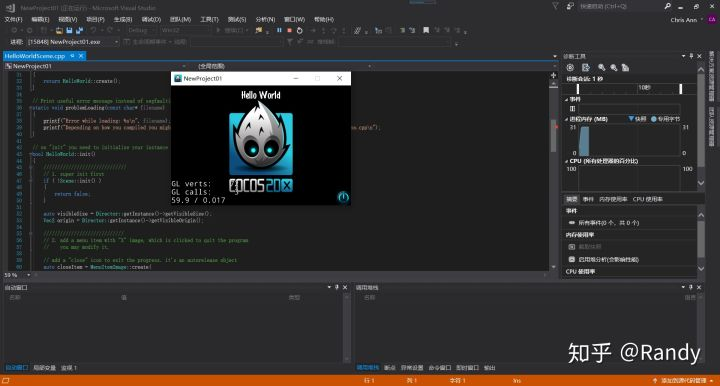 NewProject01 (正在运行) - Microsoft Visual Studio
快速启动 (Ctrl+Q)
文件(F) 编辑(E) 视图(V) 项目(P) 生成(B) 调试(D) 团队(M) 工具(T) 测试(S) 分析(N) 窗口(W) 帮助(H)
Chris Ann CA
进程: [15848] NewProject01.exe
HelloWorldScene.cpp
NewProject01
(全局范围)
31 {
32 return HelloWorld::create();
33 }
// Print useful error message instead of segfaulti
static void problemLoading(const char* filename)
{
printf("Error while loading: %s\n", filename);
printf("Depending on how you compiled you migh
ne.cpp\n");
}
// on "init" you need to initialize your instance
bool HelloWorld::init()
{
//////////////////////////////
// 1. super init first
if ( !Scene::init() )
{
return false;
}
auto visibleSize = Director::getInstance()->getVisibleSize();
Vec2 origin = Director::getInstance()->getVisibleOrigin();
/////////////////////////////
// 2. add a menu item with "X" image, which is clicked to quit the program
// you may modify it.
// add a "close" icon to exit the progress. it's an autorelease object
auto closeItem = MenuItemImage::create(
59 %
NewProject01
Hello World
COCOS2DX
GL verts:
GL calls: 3
59.9 / 0.017
诊断工具
诊断会话: 1 秒
10秒
事件
进程内存 (MB) 快照 专用字节
31 31
0 0
CPU (所有处理器的百分比)
100 100
摘要 事件 内存使用率 CPU 使用率
事件
所有事件(0 个，共 0 个)
内存使用率
截取快照
启用堆分析(会影响性能)
CPU 使用率
自动窗口
名称 值 类型
自动窗口 局部变量 监视 1
调用堆栈
名称
调用堆栈 断点 异常设置 命令窗口 即时窗口 输出
知乎 @Randy
行 1 列 1 字符 1 Ins
添加到源代码管理